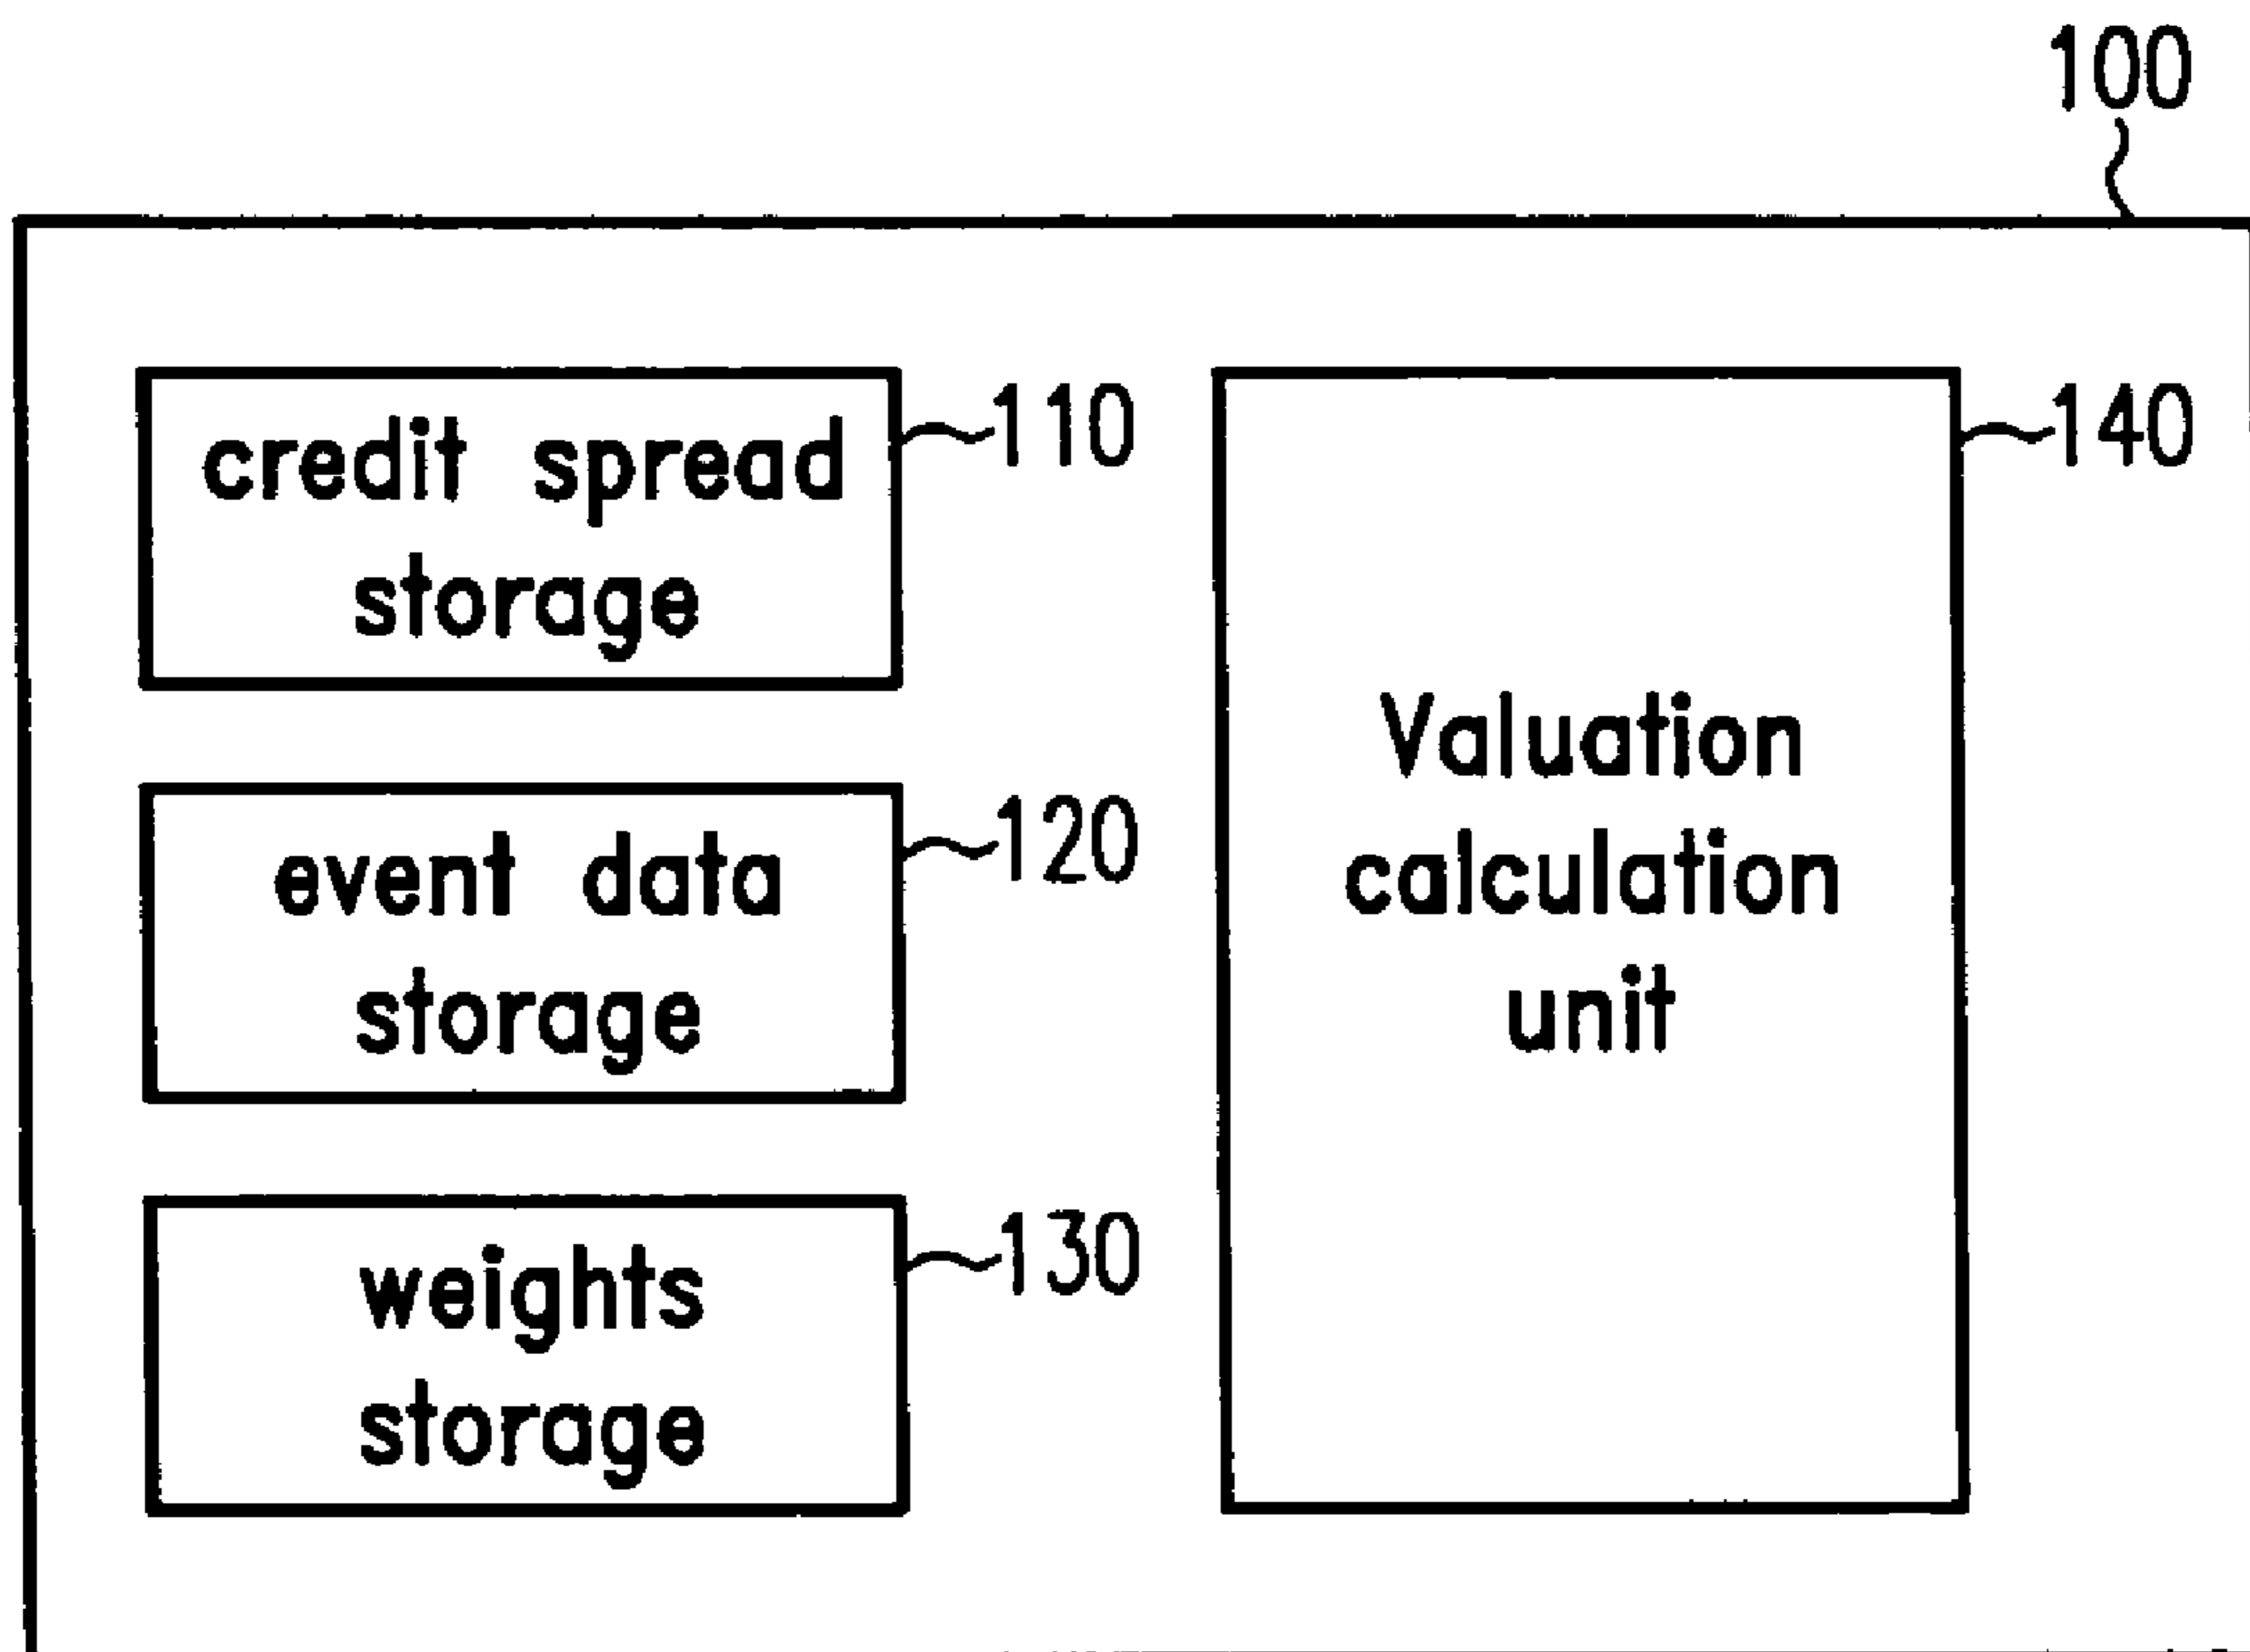 100
credit spread
storage
110
event data
storage
120
weights
storage
130
Valuation
calculation
unit
140